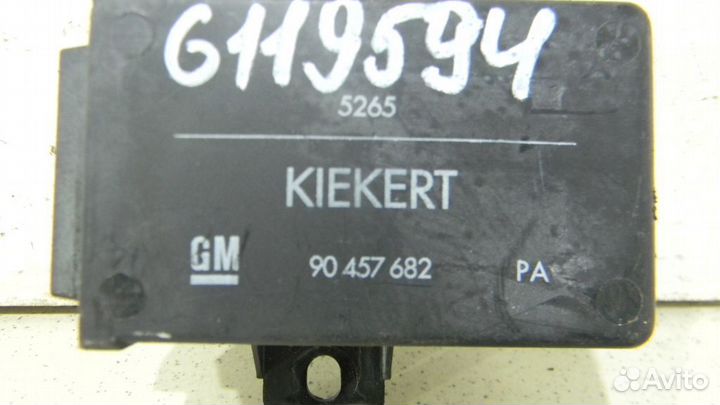 G119594
5265
KIEKERT
GM 90 457 682 PA
Avito